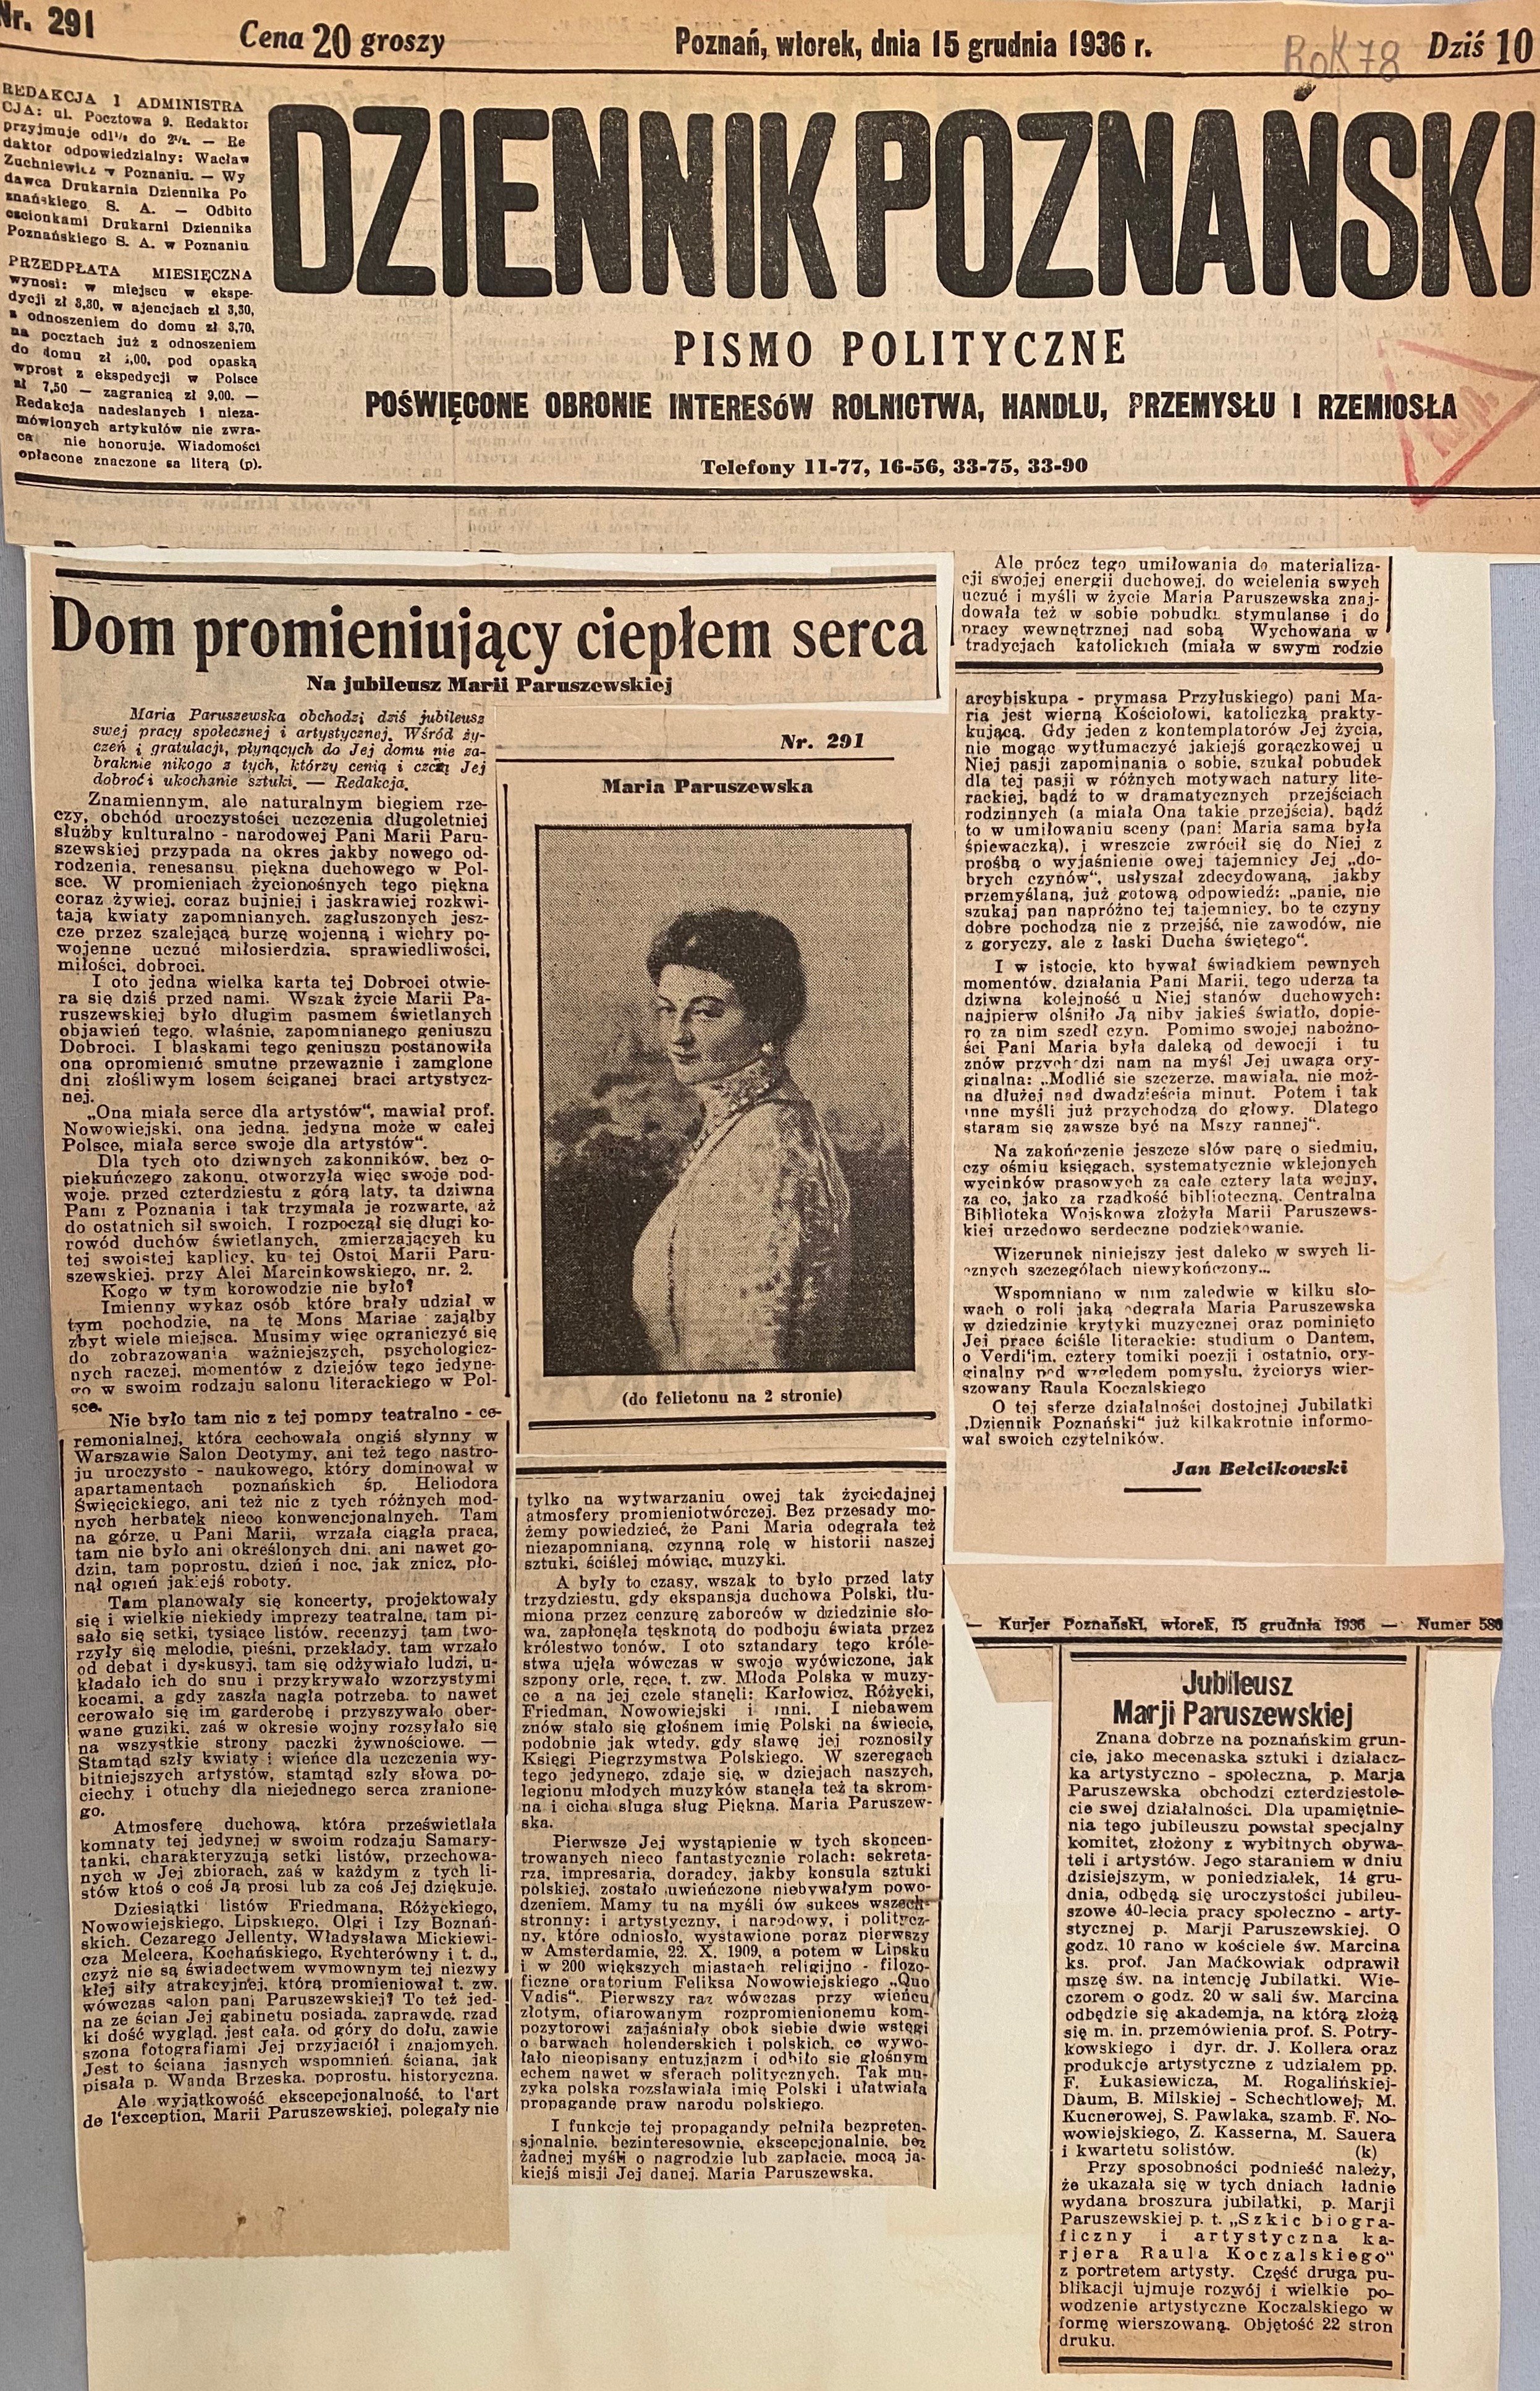 Nr. 291
Cena 20 groszy
Poznań, wtorek, dnia 15 grudnia 1936 r.
Rok 78
Dziś 10
REDAKCJA I ADMINISTRA
CJA: ul. Pocztowa 9. Redaktor
przyjmuje od 1½ do 2½. — Re
daktor odpowiedzialny: Wacław
Zuchniewicz w Poznaniu. — Wy
dawca Drukarnia Dziennika Po
znańskiego S. A. — Odbito
czcionkami Drukarni Dziennika
Poznańskiego S. A. w Poznaniu
PRZEDPŁATA MIESIĘCZNA
wynosi: w miejscu w ekspe-
dycji zł 3,30, w ajencjach zł 3,30,
z odnoszeniem do domu zł 3,70,
na pocztach już z odnoszeniem
do domu zł ,00, pod opaską
wprost z ekspedycji w Polsce
zł 7,50 — zagranicą zł 9,00. —
Redakcja nadesłanych i nieza-
mówionych artykułów nie zwra-
ca nie honoruje. Wiadomości
opłacone znaczone są literą (p).
DZIENNIK POZNAŃSKI
PISMO POLITYCZNE
POŚWIĘCONE OBRONIE INTERESÓW ROLNICTWA, HANDLU, PRZEMYSŁU I RZEMIOSŁA
Telefony 11-77, 16-56, 33-75, 33-90
Dom promieniujący ciepłem serca
Na jubileusz Marii Paruszewskiej
Maria Paruszewska obchodzi dziś jubileusz
swej pracy społecznej i artystycznej. Wśród ży-
czeń i gratulacji, płynących do Jej domu nie za-
braknie nikogo z tych, którzy cenią i czczą Jej
dobroć i ukochanie sztuki. — Redakcja.
Znamiennym, ale naturalnym biegiem rze-
czy, obchód uroczystości uczczenia długoletniej
służby kulturalno - narodowej Pani Marii Paru-
szewskiej przypada na okres jakby nowego od-
rodzenia, renesansu piękna duchowego w Pol-
sce. W promieniach życionośnych tego piękna
coraz żywiej, coraz bujniej i jaskrawiej rozkwi-
tają kwiaty zapomnianych, zagłuszonych jesz-
cze przez szalejącą burzę wojenną i wichry po-
wojenne uczuć miłosierdzia, sprawiedliwości,
miłości, dobroci.
I oto jedna wielka karta tej Dobroci otwie-
ra się dziś przed nami. Wszak życie Marii Pa-
ruszewskiej było długim pasmem świetlanych
objawień tego, właśnie, zapomnianego geniuszu
Dobroci. I blaskami tego geniuszu postanowiła
ona opromienić smutne przeważnie i zamglone
dni złośliwym losem ściganej braci artystycz-
nej.
„Ona miała serce dla artystów“, mawiał prof.
Nowowiejski, ona jedna, jedyna może w całej
Polsce, miała serce swoje dla artystów“.
Dla tych oto dziwnych zakonników, bez o-
piekuńczego zakonu, otworzyła więc swoje pod-
woje, przed czterdziestu z górą laty, ta dziwna
Pani z Poznania i tak trzymała je rozwarte, aż
do ostatnich sił swoich. I rozpoczął się długi ko-
rowód duchów świetlanych, zmierzających ku
tej swoistej kaplicy, ku tej Ostoi Marii Paru-
szewskiej, przy Alei Marcinkowskiego, nr. 2.
Kogo w tym korowodzie nie było?
Imienny wykaz osób które brały udział w
tym pochodzie, na tę Mons Mariae zająłby
zbyt wiele miejsca. Musimy więc ograniczyć się
do zobrazowania ważniejszych, psychologicz-
nych raczej, momentów z dziejów tego jedyne-
go w swoim rodzaju salonu literackiego w Pol-
sce.
Nie było tam nic z tej pompy teatralno - ce-
remonialnej, która cechowała ongiś słynny w
Warszawie Salon Deotymy, ani też tego nastro-
ju uroczysto - naukowego, który dominował w
apartamentach poznańskich śp. Heliodora
Święcickiego, ani też nic z tych różnych mod-
nych herbatek nieco konwencjonalnych. Tam
na górze, u Pani Marii, wrzała ciągła praca,
tam nie było ani określonych dni, ani nawet go-
dzin, tam poprostu, dzień i noc, jak znicz, pło-
nął ogień jakiejś roboty.
Tam planowały się koncerty, projektowały
się i wielkie niekiedy imprezy teatralne, tam pi-
sało się setki, tysiące listów, recenzyj tam two-
rzyły się melodie, pieśni, przekłady, tam wrzało
od debat i dyskusyj, tam się odżywiało ludzi, u-
kładało ich do snu i przykrywało wzorzystymi
kocami, a gdy zaszła nagła potrzeba, to nawet
cerowało się im garderobę i przyszywało ober-
wane guziki, zaś w okresie wojny rozsyłało się
na wszystkie strony paczki żywnościowe. —
Stamtąd szły kwiaty i wieńce dla uczczenia wy-
bitniejszych artystów, stamtąd szły słowa po-
ciechy i otuchy dla niejednego serca zranione-
go.
Atmosferę duchową, która prześwietlała
komnaty tej jedynej w swoim rodzaju Samary-
tanki, charakteryzują setki listów, przechowa-
nych w Jej zbiorach, zaś w każdym z tych li-
stów ktoś o coś Ją prosi lub za coś Jej dziękuje.
Dziesiątki listów Friedmana, Różyckiego,
Nowowiejskiego, Lipskiego, Olgi i Izy Boznań-
skich, Cezarego Jellenty, Władysława Mickiewi-
cza Melcera, Kochańskiego, Rychterówny i t. d.,
czyż nie są świadectwem wymownym tej niezwy
kłej siły atrakcyjnej, którą promieniował t. zw.
wówczas salon pani Paruszewskiej? To też jed-
na ze ścian Jej gabinetu posiada, zaprawdę, rzad
ki dość wygląd, jest cała, od góry do dołu, zawie
szona fotografiami Jej przyjaciół i znajomych.
Jest to ściana jasnych wspomnień, ściana, jak
pisała p. Wanda Brzeska, poprostu, historyczna.
Ale wyjątkowość ekscepcjonalność, to l'art
de l'exception, Marii Paruszewskiej, polegały nie
Nr. 291
Maria Paruszewska
(do felietonu na 2 stronie)
tylko na wytwarzaniu owej tak życiodajnej
atmosfery promieniotwórczej. Bez przesady mo-
żemy powiedzieć, że Pani Maria odegrała też
niezapomnianą, czynną rolę w historii naszej
sztuki, ściślej mówiąc, muzyki.
A były to czasy, wszak to było przed laty
trzydziestu, gdy ekspansja duchowa Polski, tłu-
miona przez cenzurę zaborców w dziedzinie sło-
wa, zapłonęła tęsknotą do podboju świata przez
królestwo tonów. I oto sztandary tego króle-
stwa ujęła wówczas w swoje wyćwiczone, jak
szpony orle, ręce, t. zw. Młoda Polska w muzy-
ce a na jej czele stanęli: Karłowicz, Różycki,
Friedman, Nowowiejski i inni. I niebawem
znów stało się głośnem imię Polski na świecie,
podobnie jak wtedy, gdy sławę jej roznosiły
Księgi Piegrzymstwa Polskiego. W szeregach
tego jedynego, zdaje się, w dziejach naszych,
legionu młodych muzyków stanęła też ta skrom-
na i cicha sługa sług Piękna, Maria Paruszew-
ska.
Pierwsze Jej wystąpienie w tych skoncen-
trowanych nieco fantastycznie rolach: sekreta-
rza, impresaria, doradcy, jakby konsula sztuki
polskiej, zostało uwieńczone niebywałym powo-
dzeniem. Mamy tu na myśli ów sukces wszech-
stronny: i artystyczny, i narodowy, i politycz-
ny, które odniosło, wystawione poraz pierwszy
w Amsterdamie, 22. X. 1909, a potem w Lipsku
i w 200 większych miastach religijno - filozo-
ficzne oratorium Feliksa Nowowiejskiego „Quo
Vadis“. Pierwszy raz wówczas przy wieńcu
złotym, ofiarowanym rozpromienionemu kom-
pozytorowi zajaśniały obok siebie dwie wstęgi
o barwach holenderskich i polskich, co wywo-
łało nieopisany entuzjazm i odbiło się głośnym
echem nawet w sferach politycznych. Tak mu-
zyka polska rozsławiała imię Polski i ułatwiała
propagandę praw narodu polskiego.
I funkcje tej propagandy pełniła bezpreten-
sjonalnie, bezinteresownie, ekscepcjonalnie, bez
żadnej myśli o nagrodzie lub zapłacie, mocą ja-
kiejś misji Jej danej, Maria Paruszewska.
Ale prócz tego umiłowania do materializa-
cji swojej energii duchowej, do wcielenia swych
uczuć i myśli w życie Maria Paruszewska znaj-
dowała też w sobie pobudki, stymulanse i do
pracy wewnętrznej nad sobą Wychowana w
tradycjach katolickich (miała w swym rodzie
arcybiskupa - prymasa Przyłuskiego) pani Ma-
ria jest wierną Kościołowi, katoliczką prakty-
kującą. Gdy jeden z kontemplatorów Jej życia,
nie mogąc wytłumaczyć jakiejś gorączkowej u
Niej pasji zapominania o sobie, szukał pobudek
dla tej pasji w różnych motywach natury lite-
rackiej, bądź to w dramatycznych przejściach
rodzinnych (a miała Ona takie przejścia), bądź
to w umiłowaniu sceny (pani Maria sama była
śpiewaczką), i wreszcie zwrócił się do Niej z
prośbą o wyjaśnienie owej tajemnicy Jej „do-
brych czynów“, usłyszał zdecydowaną, jakby
przemyślaną, już gotową odpowiedź: „panie, nie
szukaj pan napróżno tej tajemnicy, bo te czyny
dobre pochodzą nie z przejść, nie zawodów, nie
z goryczy, ale z łaski Ducha świętego“.
I w istocie, kto bywał świadkiem pewnych
momentów, działania Pani Marii, tego uderza ta
dziwna kolejność u Niej stanów duchowych:
najpierw olśniło Ją niby jakieś światło, dopie-
ro za nim szedł czyn. Pomimo swojej nabożno-
ści Pani Maria była daleką od dewocji i tu
znów przychodzi nam na myśl Jej uwaga ory-
ginalna: „Modlić się szczerze, mawiała, nie moż-
na dłużej nad dwadzieścia minut. Potem i tak
inne myśli już przychodzą do głowy. Dlatego
staram się zawsze być na Mszy rannej“.
Na zakończenie jeszcze słów parę o siedmiu,
czy ośmiu księgach, systematycznie wklejonych
wycinków prasowych za całe cztery lata wojny,
za co, jako za rzadkość biblioteczną, Centralna
Biblioteka Wojskowa złożyła Marii Paruszews-
kiej urzędowo serdeczne podziękowanie.
Wizerunek niniejszy jest daleko w swych li-
cznych szczegółach niewykończony...
Wspomniano w nim zaledwie w kilku sło-
wach o roli jaką odegrała Maria Paruszewska
w dziedzinie krytyki muzycznej oraz pominięto
Jej prace ściśle literackie: studium o Dantem,
o Verdi'im, cztery tomiki poezji i ostatnio, ory-
ginalny pod względem pomysłu, życiorys wier-
szowany Raula Koczalskiego
O tej sferze działalności dostojnej Jubilatki
„Dziennik Poznański“ już kilkakrotnie informo-
wał swoich czytelników.
Jan Bełcikowski
— Kurjer Poznański, wtorek, 15 grudnia 1936 — Numer 580
Jubileusz
Marji Paruszewskiej
Znana dobrze na poznańskim grun-
cie, jako mecenaska sztuki i działacz-
ka artystyczno - społeczna, p. Marja
Paruszewska obchodzi czterdziestole-
cie swej działalności. Dla upamiętnie-
nia tego jubileuszu powstał specjalny
komitet, złożony z wybitnych obywa-
teli i artystów. Jego staraniem w dniu
dzisiejszym, w poniedziałek, 14 gru-
dnia, odbędą się uroczystości jubileu-
szowe 40-lecia pracy społeczno - arty-
stycznej p. Marji Paruszewskiej. O
godz. 10 rano w kościele św. Marcina
ks. prof. Jan Maćkowiak odprawił
mszę św. na intencję Jubilatki. Wie-
czorem o godz. 20 w sali św. Marcina
odbędzie się akademja, na którą złożą
się m. in. przemówienia prof. S. Potry-
kowskiego i dyr. dr. J. Kollera oraz
produkcje artystyczne z udziałem pp.
F. Łukasiewicza, M. Rogalińskiej-
Daum, B. Milskiej - Schechtlowej, M.
Kucnerowej, S. Pawlaka, szamb. F. No-
wowiejskiego, Z. Kasserna, M. Sauera
i kwartetu solistów. (k)
Przy sposobności podnieść należy,
że ukazała się w tych dniach ładnie
wydana broszura jubilatki, p. Marji
Paruszewskiej p. t. „Szkic biogra-
ficzny i artystyczna ka-
rjera Raula Koczalskiego“
z portretem artysty. Część druga pu-
blikacji ujmuje rozwój i wielkie po-
wodzenie artystyczne Koczalskiego w
formę wierszowaną. Objętość 22 stron
druku.